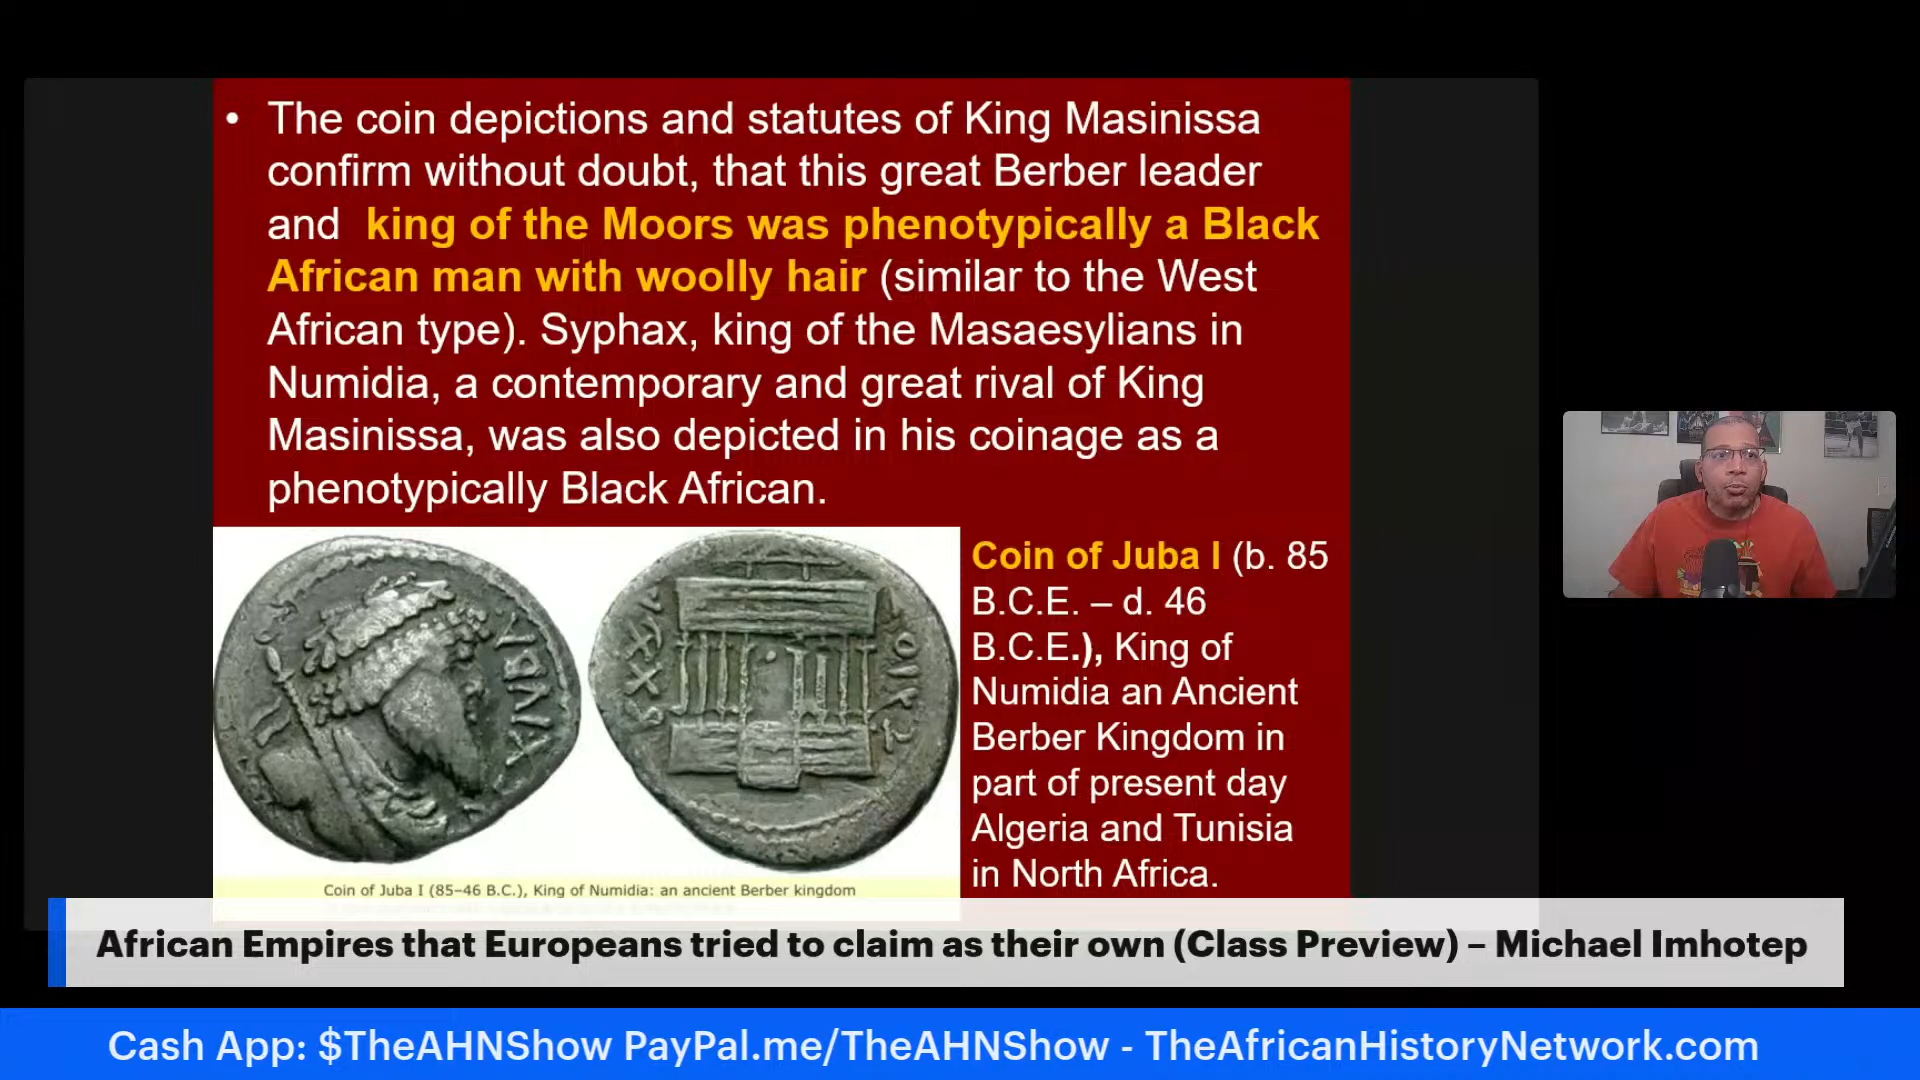 • The coin depictions and statutes of King Masinissa
confirm without doubt, that this great Berber leader
and king of the Moors was phenotypically a Black
African man with woolly hair (similar to the West
African type). Syphax, king of the Masaesylians in
Numidia, a contemporary and great rival of King
Masinissa, was also depicted in his coinage as a
phenotypically Black African.
Coin of Juba I (b. 85
B.C.E. – d. 46
B.C.E.), King of
Numidia an Ancient
Berber Kingdom in
part of present day
Algeria and Tunisia
in North Africa.
Coin of Juba I (85–46 B.C.), King of Numidia: an ancient Berber kingdom
African Empires that Europeans tried to claim as their own (Class Preview) – Michael Imhotep
Cash App: $TheAHNShow PayPal.me/TheAHNShow - TheAfricanHistoryNetwork.com